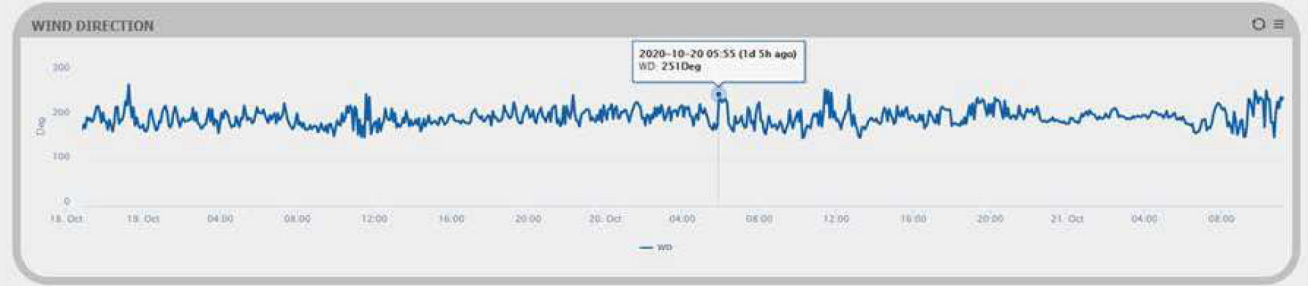 WIND DIRECTION
2020-10-20 05:55 (1d 5h ago)
WD: 251Deg
300
200
100
0
Deg
18. Oct 19. Oct 04:00 08:00 12:00 16:00 20:00 20. Oct 04:00 08:00 12:00 16:00 20:00 21. Oct 04:00 08:00
WD